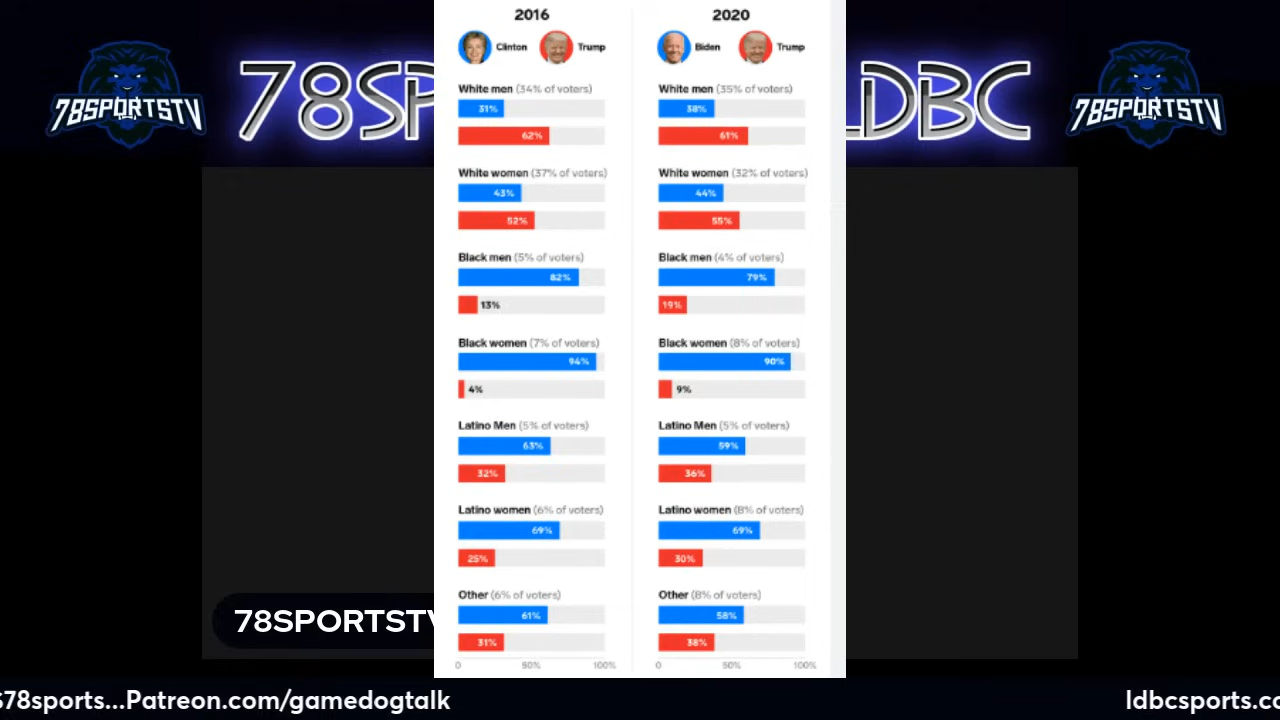 78SPORTSTV
78SP
DBC
78SPORTSTV
2016
Clinton
Trump
White men (34% of voters)
31%
62%
White women (37% of voters)
43%
52%
Black men (5% of voters)
82%
13%
Black women (7% of voters)
94%
4%
Latino Men (5% of voters)
63%
32%
Latino women (6% of voters)
69%
25%
Other (6% of voters)
61%
31%
0
50%
100%
2020
Biden
Trump
White men (35% of voters)
38%
61%
White women (32% of voters)
44%
55%
Black men (4% of voters)
79%
19%
Black women (8% of voters)
90%
9%
Latino Men (5% of voters)
59%
36%
Latino women (8% of voters)
69%
30%
Other (8% of voters)
58%
38%
0
50%
100%
78SPORTSTV
$78sports...Patreon.com/gamedogtalk
ldbcsports.co